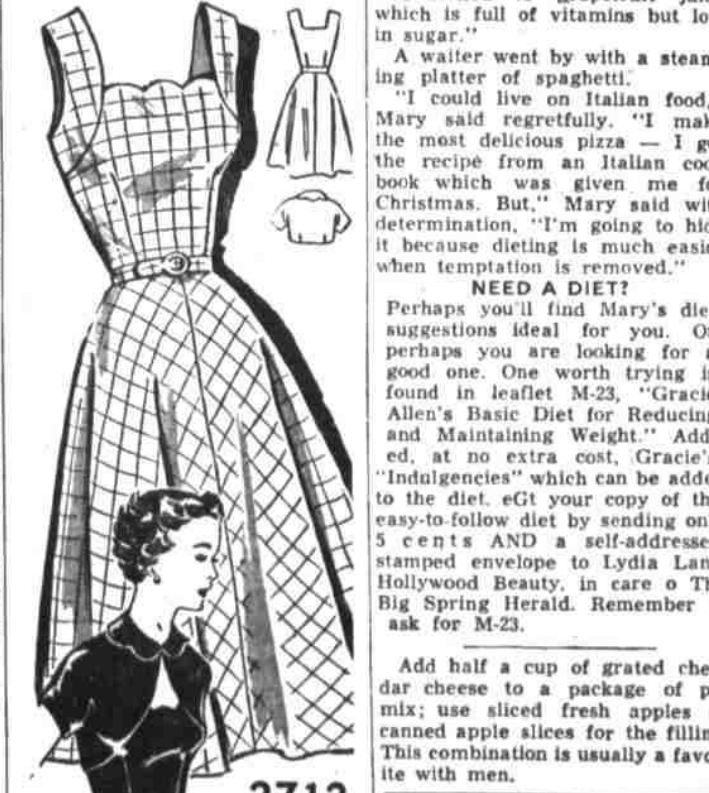 which is full of vitamins but lo
in sugar."
A waiter went by with a steam
ing platter of spaghetti.
"I could live on Italian food,
Mary said regretfully. "I mak
the most delicious pizza — I go
the recipe from an Italian coo
book which was given me fo
Christmas. But," Mary said wit
determination, "I'm going to hid
it because dieting is much easie
when temptation is removed."
NEED A DIET?
Perhaps you'll find Mary's die
suggestions ideal for you. O
perhaps you are looking for a
good one. One worth trying i
found in leaflet M-23, "Gracie
Allen's Basic Diet for Reducing
and Maintaining Weight." Add
ed, at no extra cost, Gracie's
"Indulgencies" which can be adde
to the diet. eGt your copy of th
easy-to-follow diet by sending on
5 cents AND a self-addresse
stamped envelope to Lydia Lan
Hollywood Beauty, in care o Th
Big Spring Herald. Remember
ask for M-23.
Add half a cup of grated che
dar cheese to a package of p
mix; use sliced fresh apples
canned apple slices for the fillin
This combination is usually a favo
ite with men.
2712